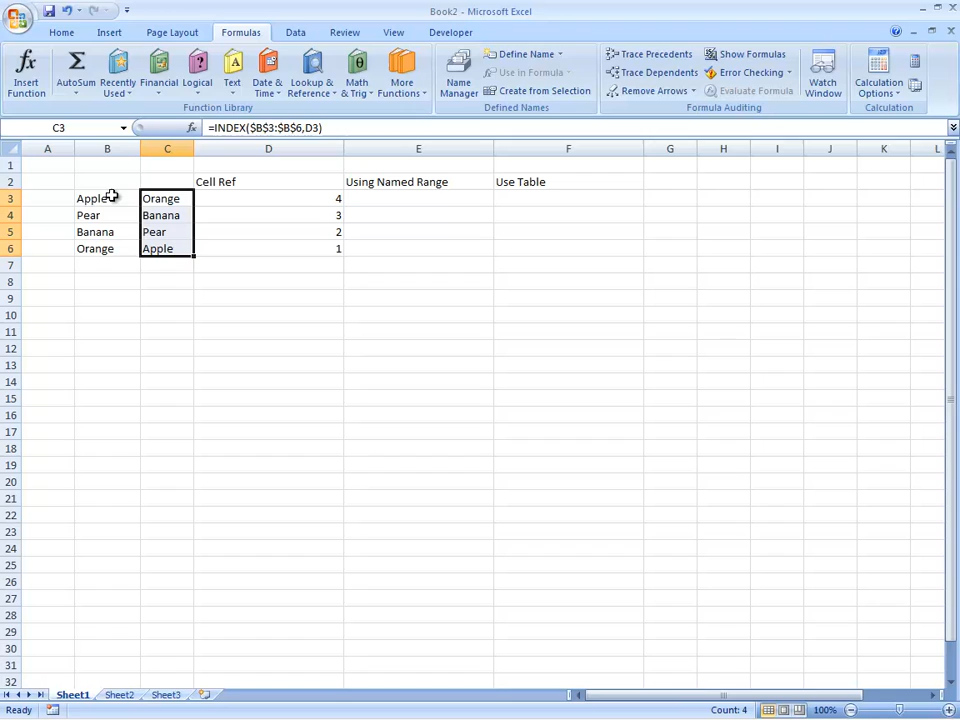 Book2 - Microsoft Excel
Home Insert Page Layout Formulas Data Review View Developer
fx Insert Function
Σ AutoSum
Recently Used
Financial
? Logical
A Text
Date & Time
Lookup & Reference
θ Math & Trig
More Functions
Function Library
Name Manager
Define Name
Use in Formula
Create from Selection
Defined Names
Trace Precedents
Trace Dependents
Remove Arrows
Show Formulas
Error Checking
Evaluate Formula
Formula Auditing
Watch Window
Calculation Options
Calculation
C3 fx =INDEX($B$3:$B$6,D3)
A B C D E F G H I J K L
1
2 Cell Ref Using Named Range Use Table
3 Apple Orange 4
4 Pear Banana 3
5 Banana Pear 2
6 Orange Apple 1
7
8
9
10
11
12
13
14
15
16
17
18
19
20
21
22
23
24
25
26
27
28
29
30
31
32
Sheet1 Sheet2 Sheet3
Ready Count: 4 100%